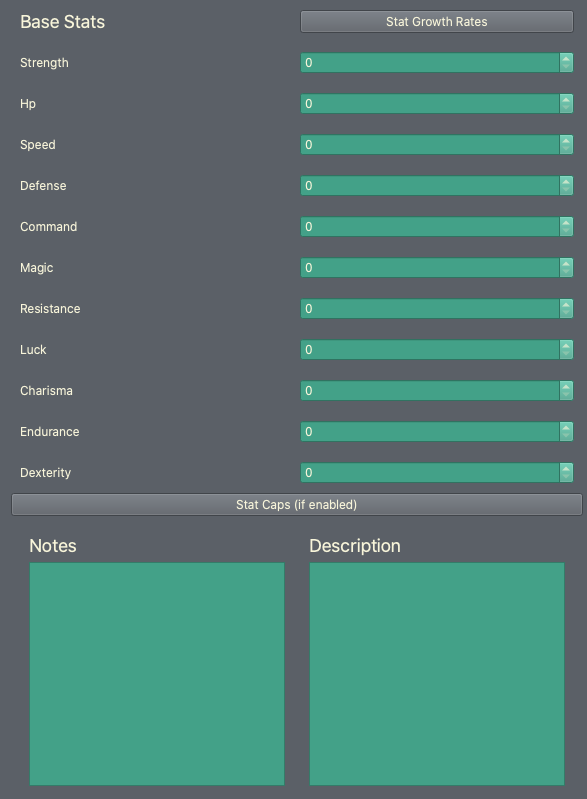 Base Stats
Stat Growth Rates
Strength 0
Hp 0
Speed 0
Defense 0
Command 0
Magic 0
Resistance 0
Luck 0
Charisma 0
Endurance 0
Dexterity 0
Stat Caps (if enabled)
Notes
Description